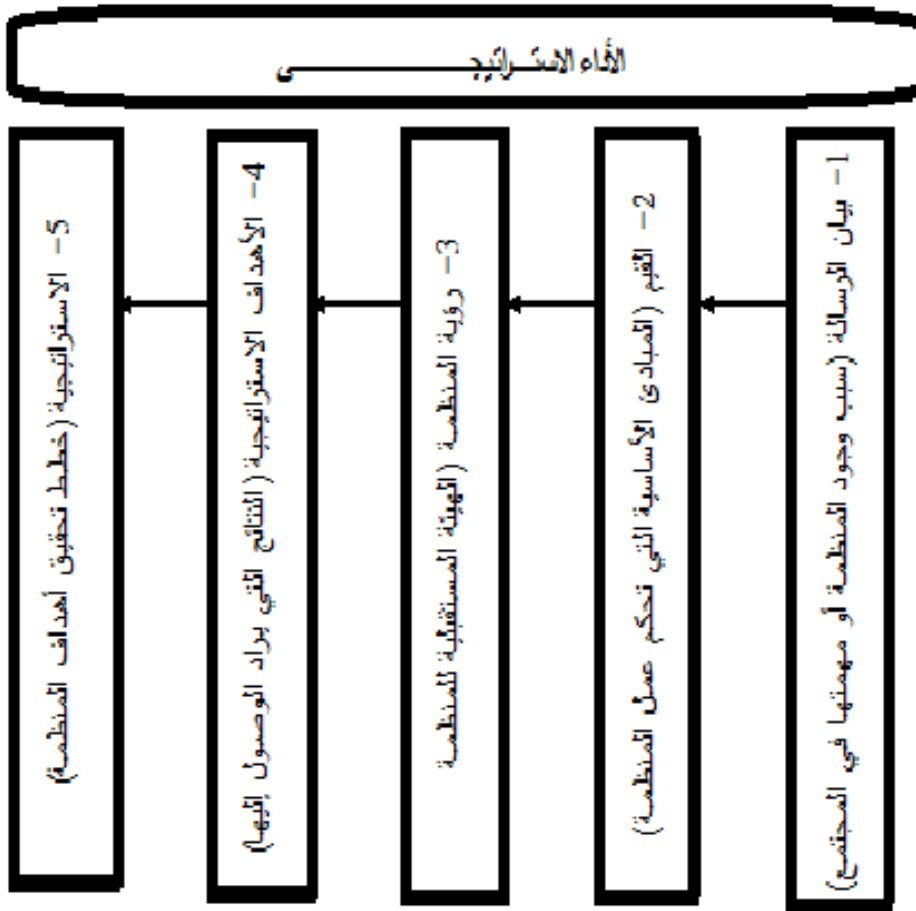 الأداء الاستـراتيجـــــــــــــى
1- بيان الرسالة (سبب وجود المنظمة أو مهمتها في المجتمع)
2- القيم (المبادئ الأساسية التي تحكم عمل المنظمة)
3- رؤية المنظمة (الهيئة المستقبلية للمنظمة
4- الأهداف الاستراتيجية (النتائج التي يراد الوصول إليها)
5- الاستراتيجية (خطط تحقيق أهداف المنظمة)